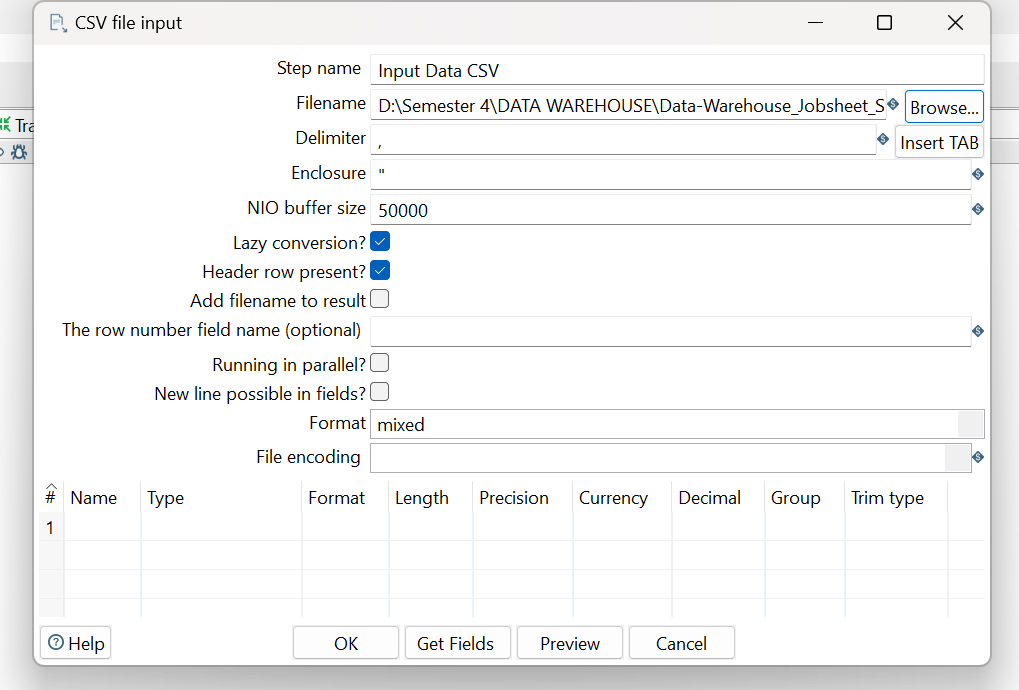 CSV file input
Step name Input Data CSV
Filename D:\Semester 4\DATA WAREHOUSE\Data-Warehouse_Jobsheet_S Browse...
Tra
Delimiter , Insert TAB
Enclosure "
NIO buffer size 50000
Lazy conversion?
Header row present?
Add filename to result
The row number field name (optional)
Running in parallel?
New line possible in fields?
Format mixed
File encoding
# Name Type Format Length Precision Currency Decimal Group Trim type
1
Help OK Get Fields Preview Cancel